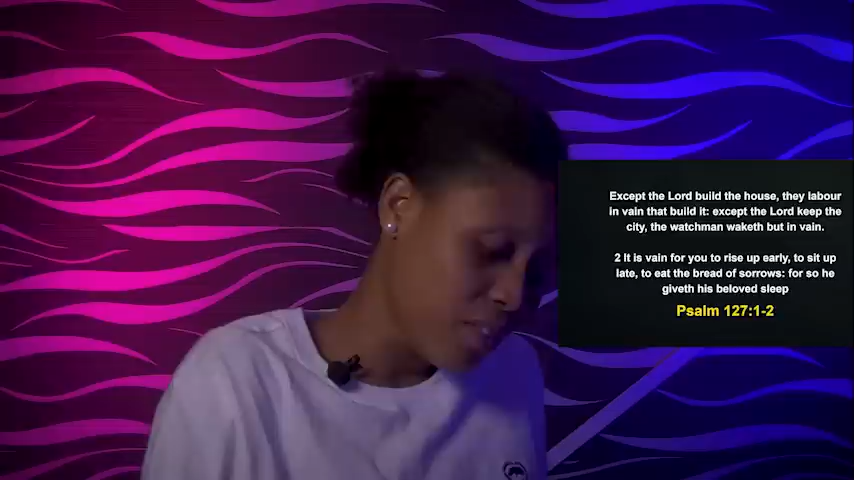 Except the Lord build the house, they labour
in vain that build it: except the Lord keep the
city, the watchman waketh but in vain.
2 It is vain for you to rise up early, to sit up
late, to eat the bread of sorrows: for so he
giveth his beloved sleep
Psalm 127:1-2